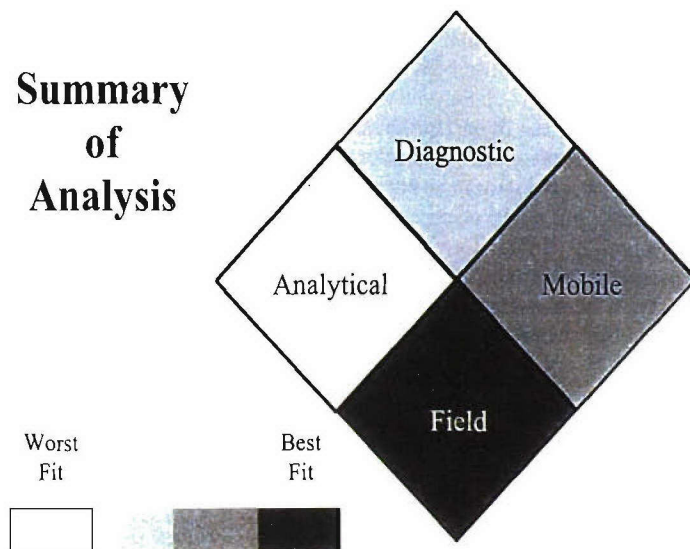 Summary
of
Analysis
Diagnostic
Analytical
Mobile
Field
Worst
Fit
Best
Fit